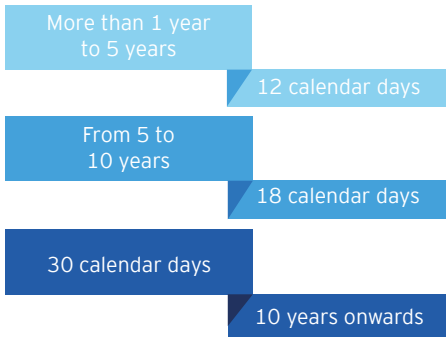 More than 1 year
to 5 years
12 calendar days
From 5 to
10 years
18 calendar days
30 calendar days
10 years onwards